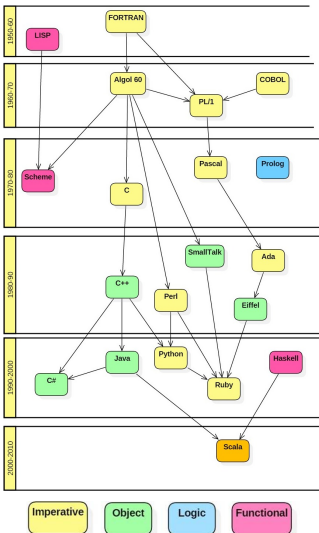 1950-60
FORTRAN
LISP
1960-70
Algol 60
COBOL
PL/1
1970-80
Pascal
Prolog
Scheme
C
1980-90
SmallTalk
Ada
C++
Perl
Eiffel
1990-2000
Java
Python
Haskell
C#
Ruby
2000-2010
Scala
Imperative
Object
Logic
Functional